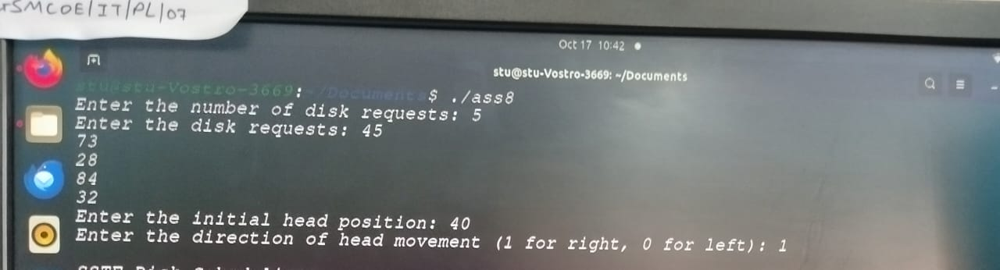 SMCOE/IT/PL/07
Oct 17 10:42
stu@stu-Vostro-3669: ~/Documents
stu@stu-Vostro-3669:~/Documents$ ./ass8
Enter the number of disk requests: 5
Enter the disk requests: 45
73
28
84
32
Enter the initial head position: 40
Enter the direction of head movement (1 for right, 0 for left): 1